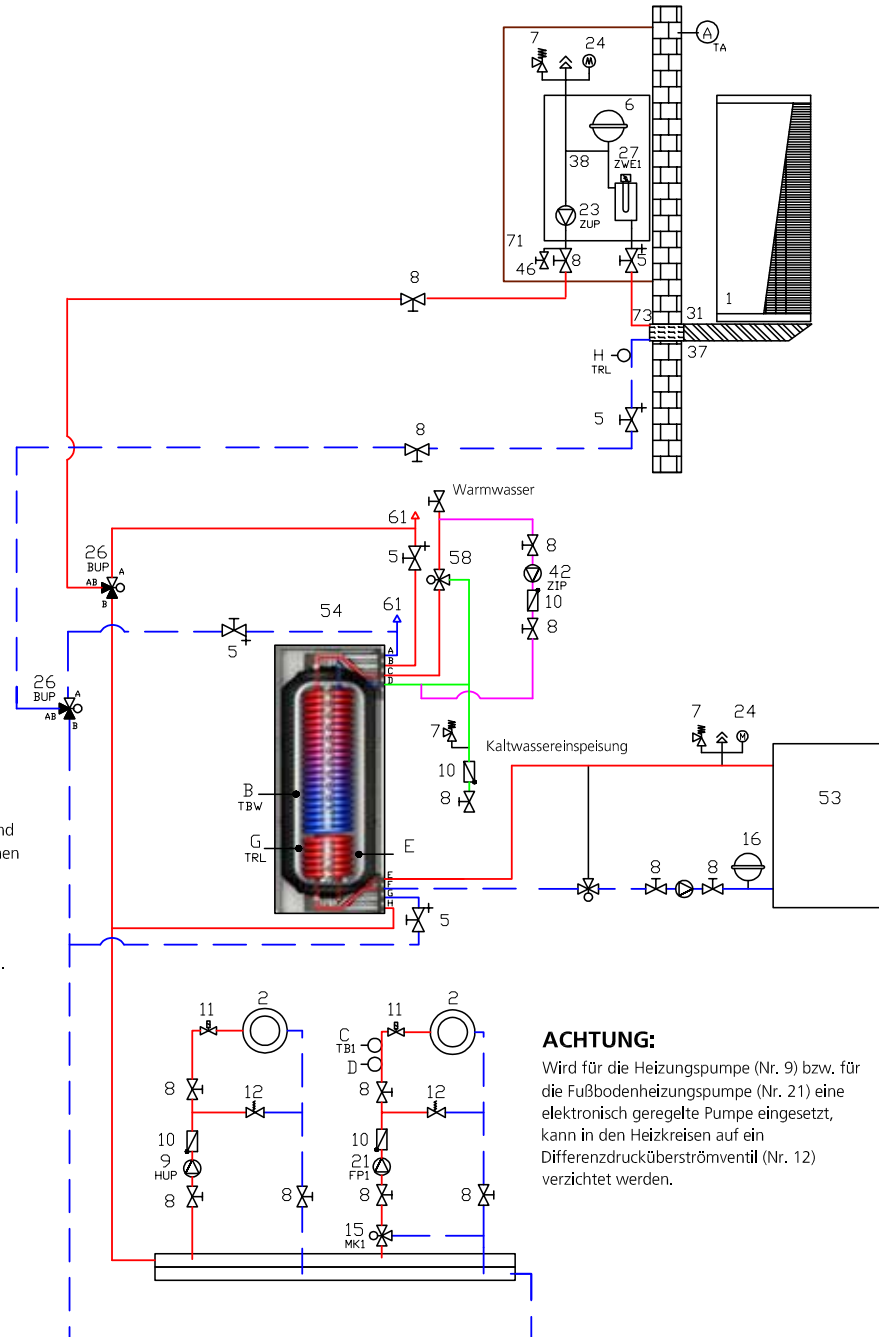 7
24
A
TA
6
38
27
ZWE1
23
ZUP
71
46
8
5
1
8
73
31
37
H
TRL
5
8
Warmwasser
61
5
58
8
42
ZIP
10
8
26
BUP
A
AB
B
54
61
5
A
B
C
D
26
BUP
A
AB
B
7
Kaltwassereinspeisung
10
8
7
24
53
B
TBW
G
TRL
E
16
8
8
E
F
G
H
5
nd
nen
.
11
2
C
TB1
D
11
2
8
12
8
12
10
9
HUP
8
8
10
21
FP1
8
8
15
MK1
ACHTUNG:
Wird für die Heizungspumpe (Nr. 9) bzw. für
die Fußbodenheizungspumpe (Nr. 21) eine
elektronisch geregelte Pumpe eingesetzt,
kann in den Heizkreisen auf ein
Differenzdrucküberströmventil (Nr. 12)
verzichtet werden.